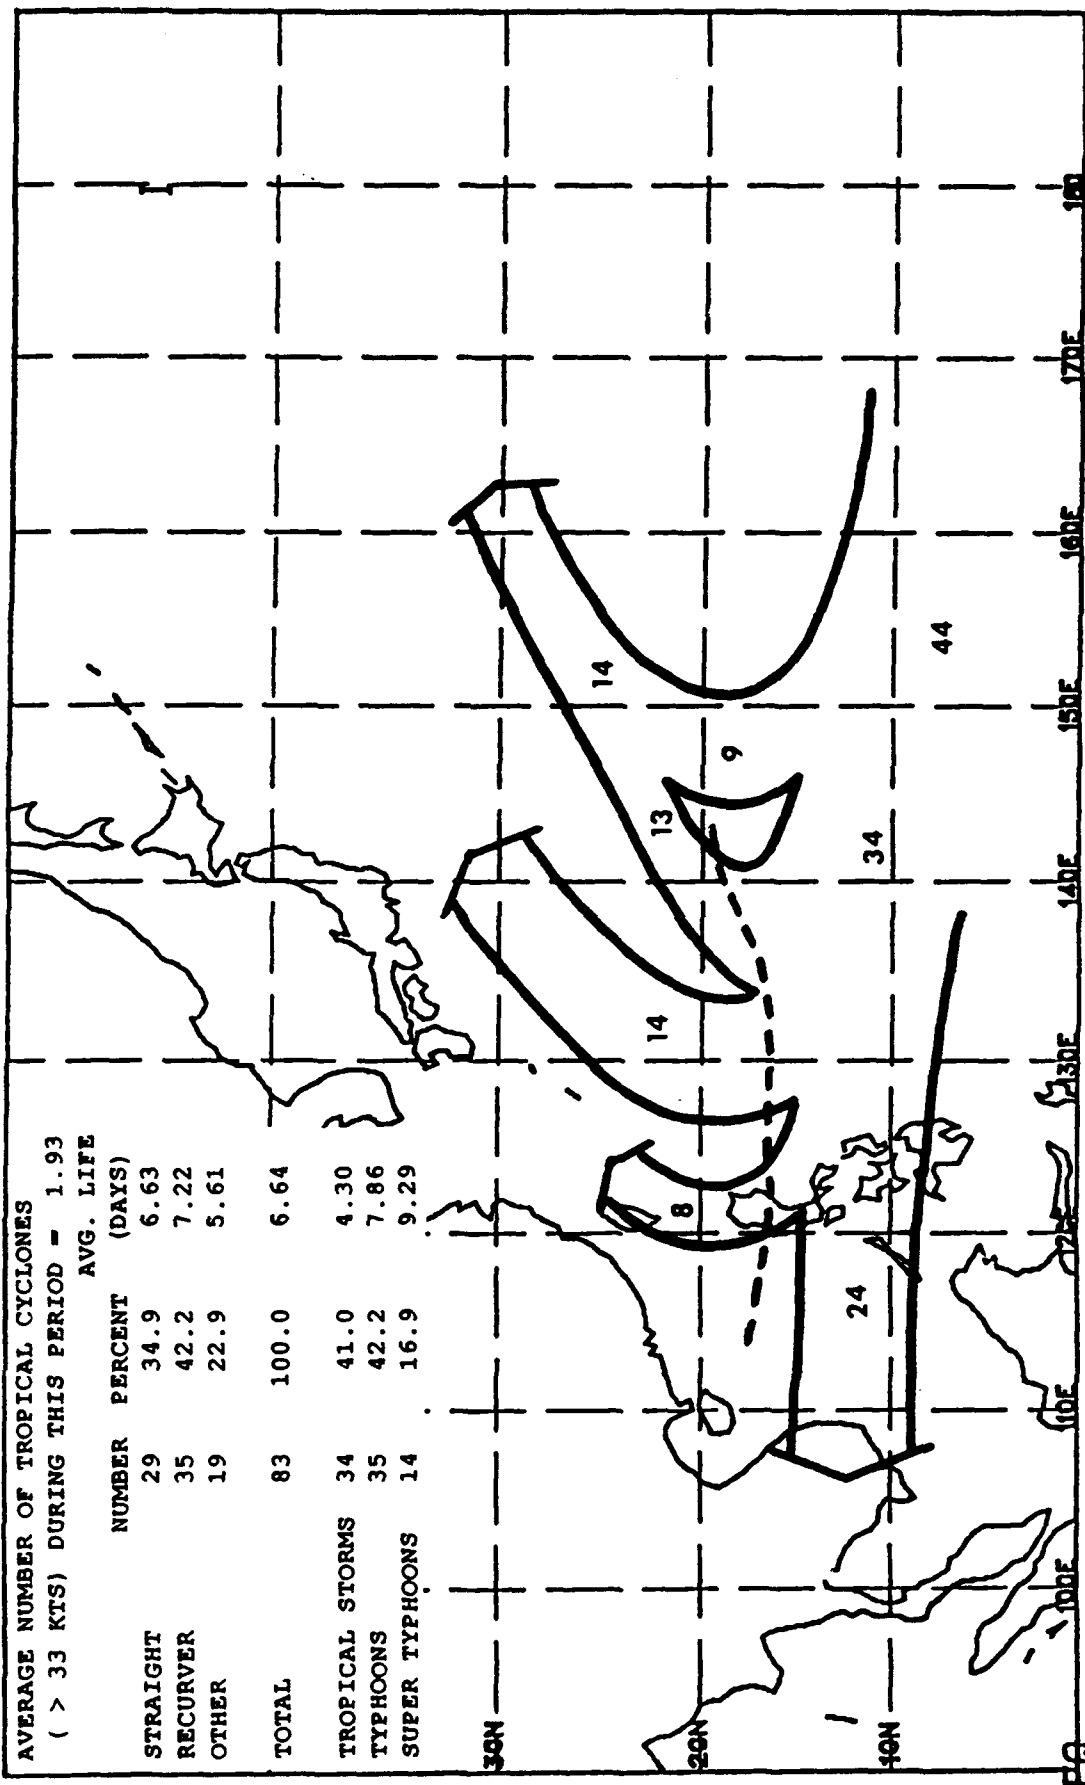 AVERAGE NUMBER OF TROPICAL CYCLONES
( > 33 KTS) DURING THIS PERIOD = 1.93
AVG. LIFE
NUMBER PERCENT (DAYS)
STRAIGHT 29 34.9 6.63
RECURVER 35 42.2 7.22
OTHER 19 22.9 5.61
TOTAL 83 100.0 6.64
TROPICAL STORMS 34 41.0 4.30
TYPHOONS 35 42.2 7.86
SUPER TYPHOONS 14 16.9 9.29
30N
20N
10N
14
14
13
9
8
34
44
24
100E
110E
120E
130E
140E
150E
160E
170E
180